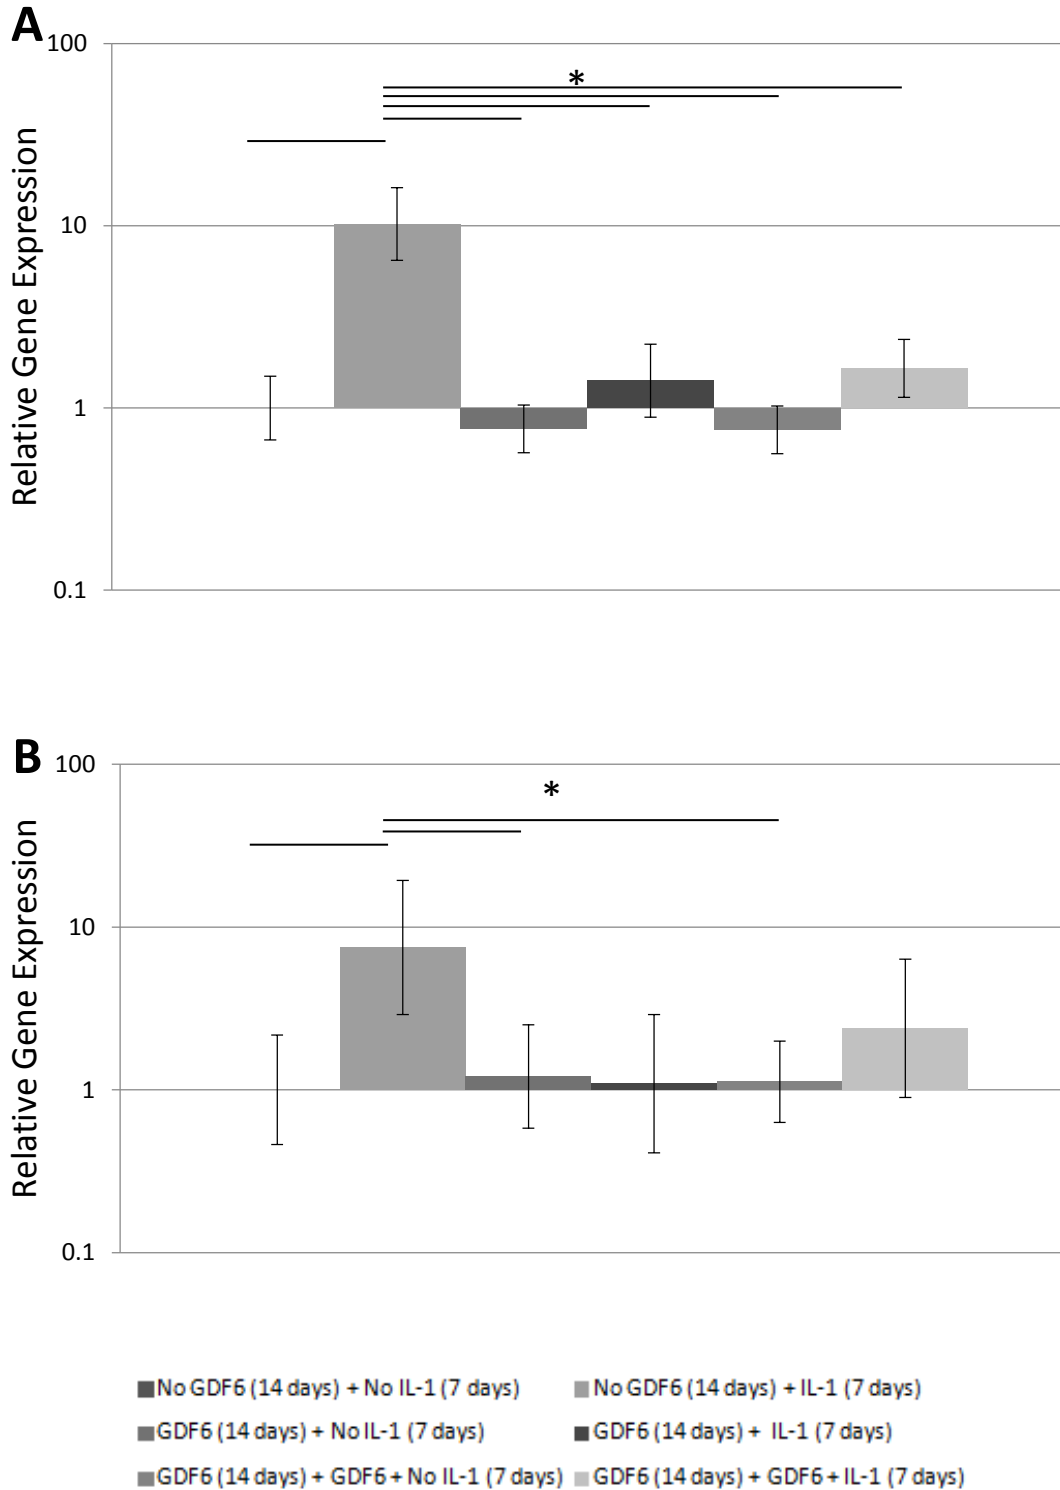 A
100
*
10
1
0.1
Relative Gene Expression
B
100
*
10
1
0.1
Relative Gene Expression
No GDF6 (14 days) + No IL-1 (7 days) No GDF6 (14 days) + IL-1 (7 days)
GDF6 (14 days) + No IL-1 (7 days) GDF6 (14 days) + IL-1 (7 days)
GDF6 (14 days) + GDF6 + No IL-1 (7 days) GDF6 (14 days) + GDF6 + IL-1 (7 days)